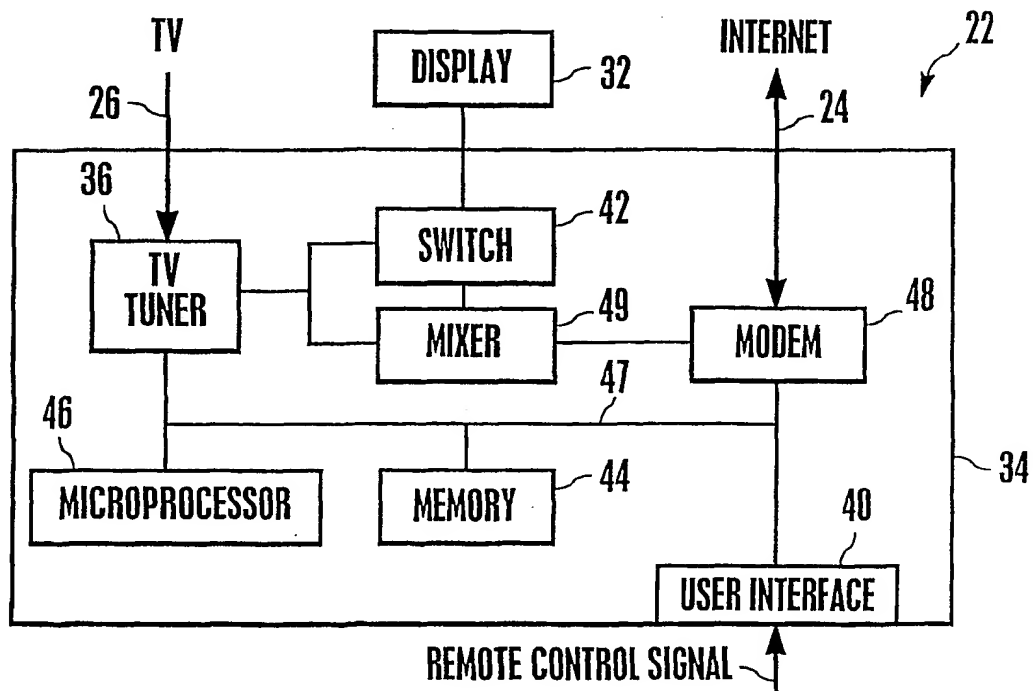 TV
INTERNET
22
DISPLAY
32
26
24
36
42
SWITCH
TV
TUNER
49
48
MIXER
MODEM
47
46
34
MICROPROCESSOR
MEMORY
44
40
USER INTERFACE
REMOTE CONTROL SIGNAL